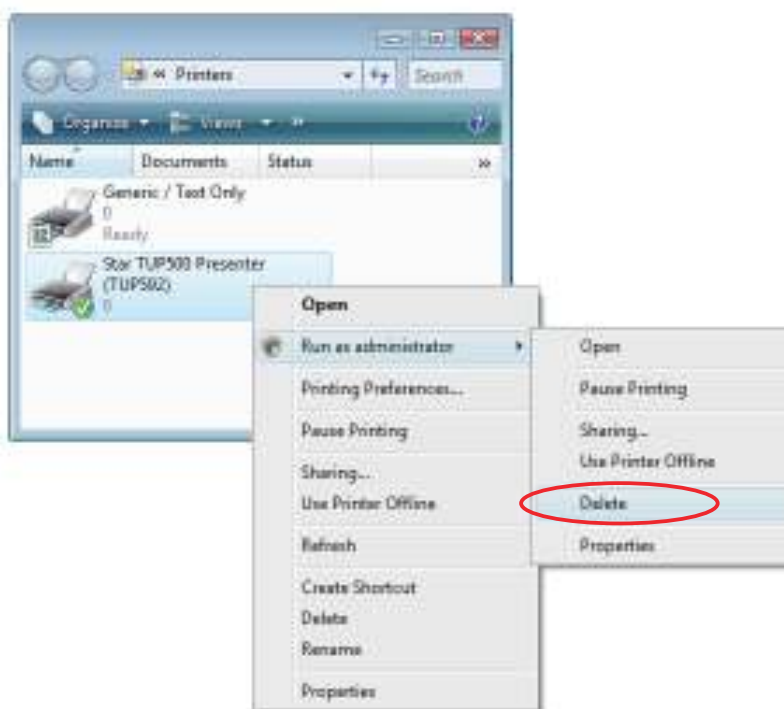 « Printers
Search
Organize
Views
»
Name
Documents
Status
»
Generic / Text Only
0
Ready
Star TUP500 Presenter
(TUP592)
0
Open
Run as administrator
Printing Preferences...
Pause Printing
Sharing...
Use Printer Offline
Refresh
Create Shortcut
Delete
Rename
Properties
Open
Pause Printing
Sharing...
Use Printer Offline
Delete
Properties